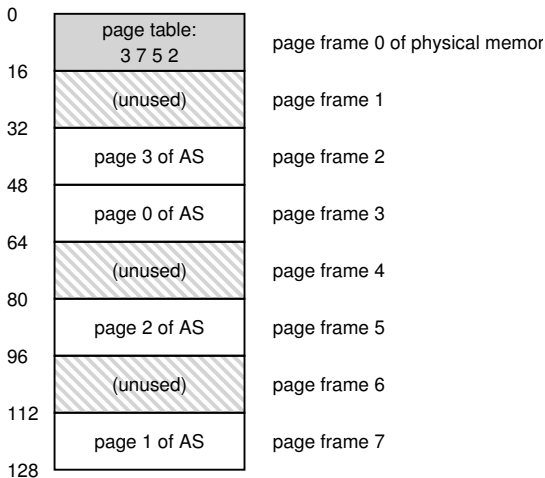 0
page table:
3 7 5 2
page frame 0 of physical memor
16
(unused)
page frame 1
32
page 3 of AS
page frame 2
48
page 0 of AS
page frame 3
64
(unused)
page frame 4
80
page 2 of AS
page frame 5
96
(unused)
page frame 6
112
page 1 of AS
page frame 7
128